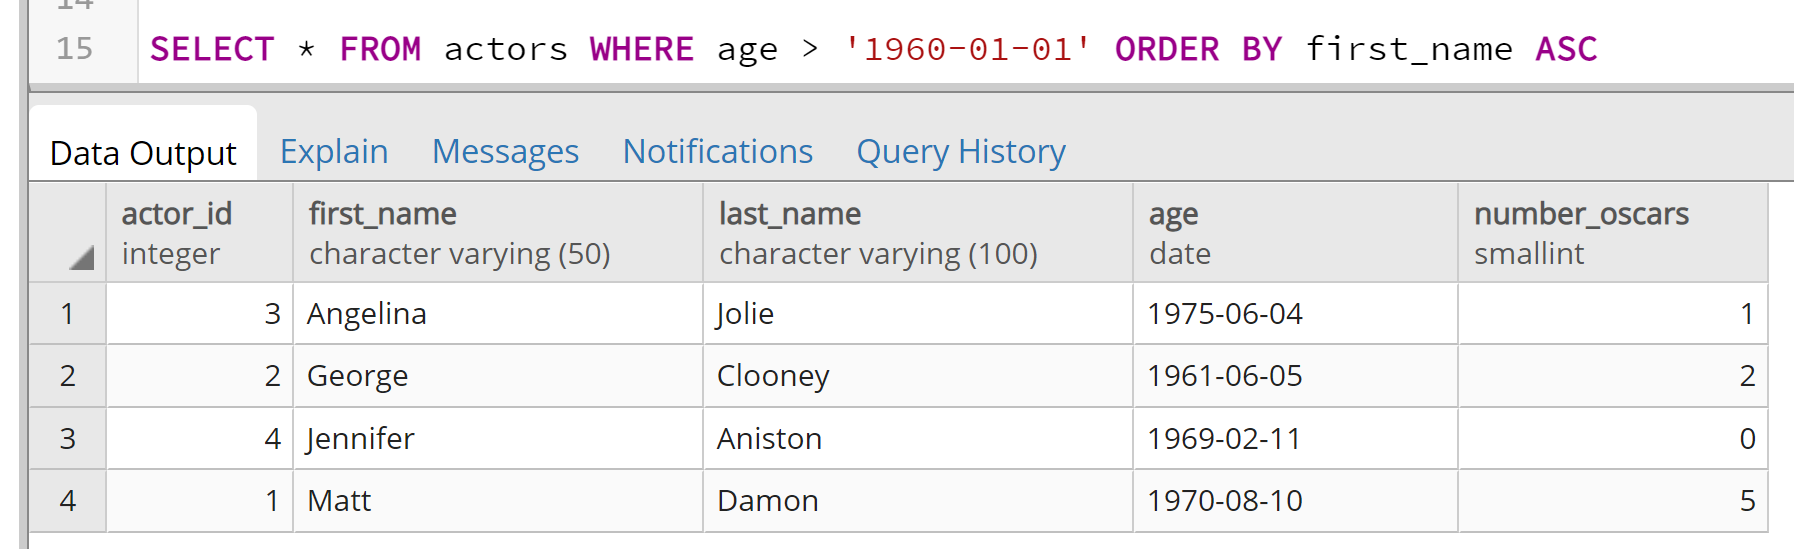 14
15 SELECT * FROM actors WHERE age > '1960-01-01' ORDER BY first_name ASC
Data Output Explain Messages Notifications Query History
actor_id first_name last_name age number_oscars
integer character varying (50) character varying (100) date smallint
1 3 Angelina Jolie 1975-06-04 1
2 2 George Clooney 1961-06-05 2
3 4 Jennifer Aniston 1969-02-11 0
4 1 Matt Damon 1970-08-10 5